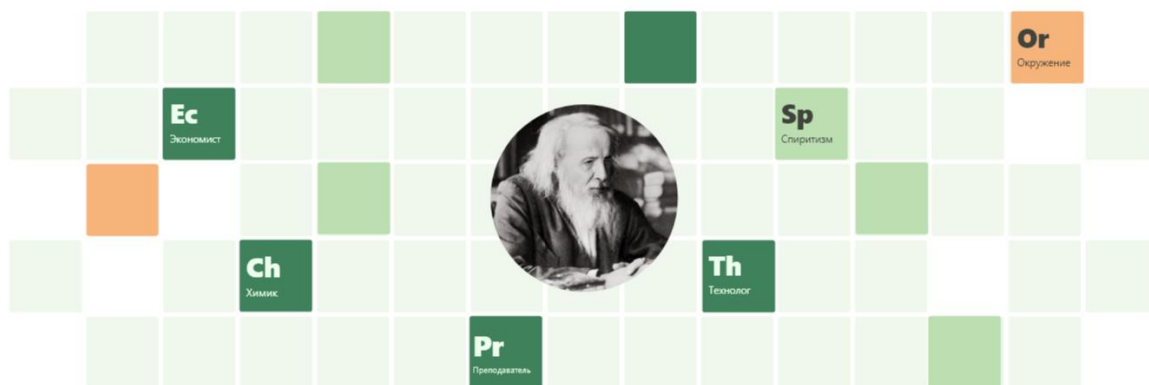 Or
Окружение
Ec
Экономист
Sp
Спиритизм
Ch
Химик
Th
Технолог
Pr
Преподаватель